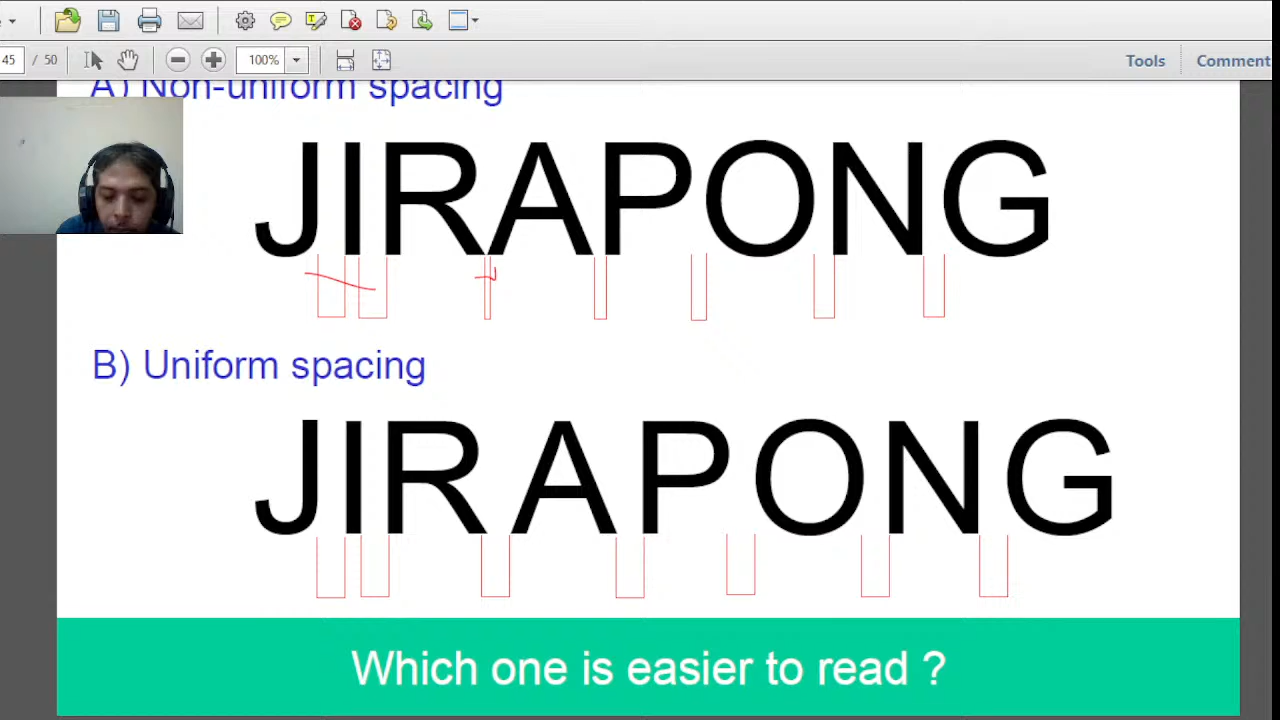 45 / 50 100% Tools Comment
A) Non-uniform spacing
JIRAPONG
B) Uniform spacing
JIRAPONG
Which one is easier to read ?